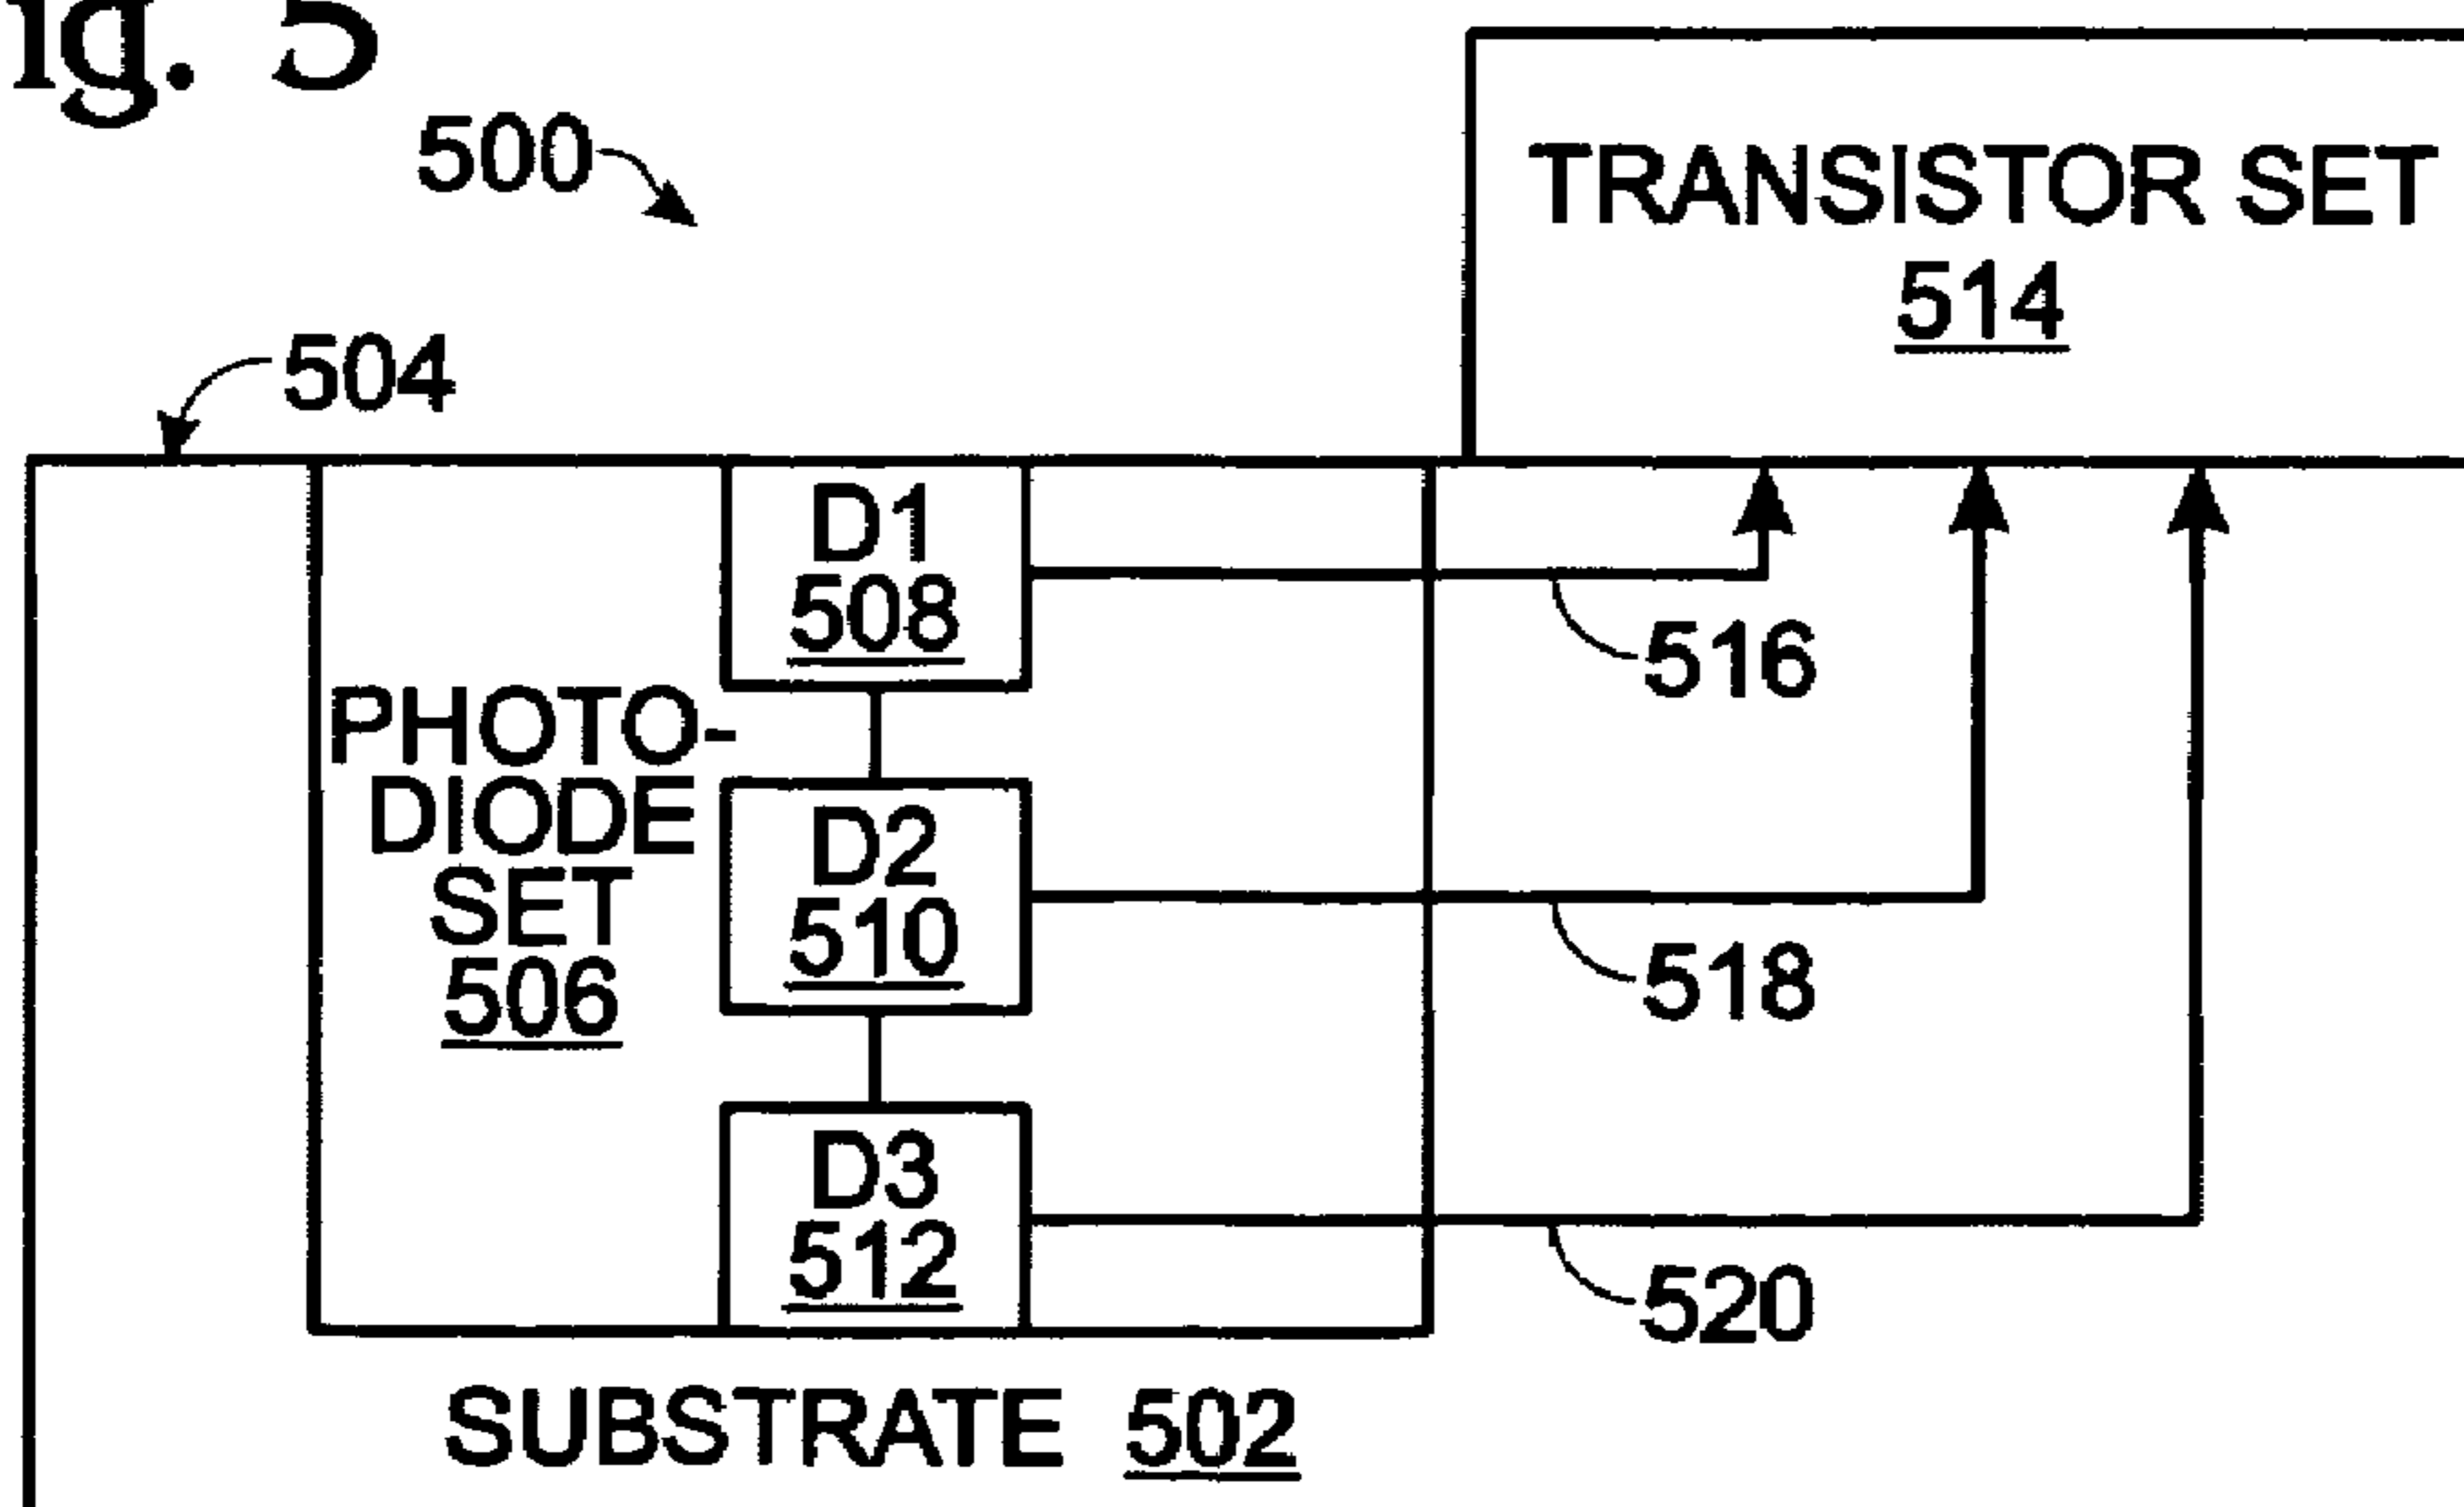 ig. 5
500
TRANSISTOR SET
514
504
D1
508
516
PHOTO-
DIODE
SET
506
D2
510
518
D3
512
520
SUBSTRATE 502